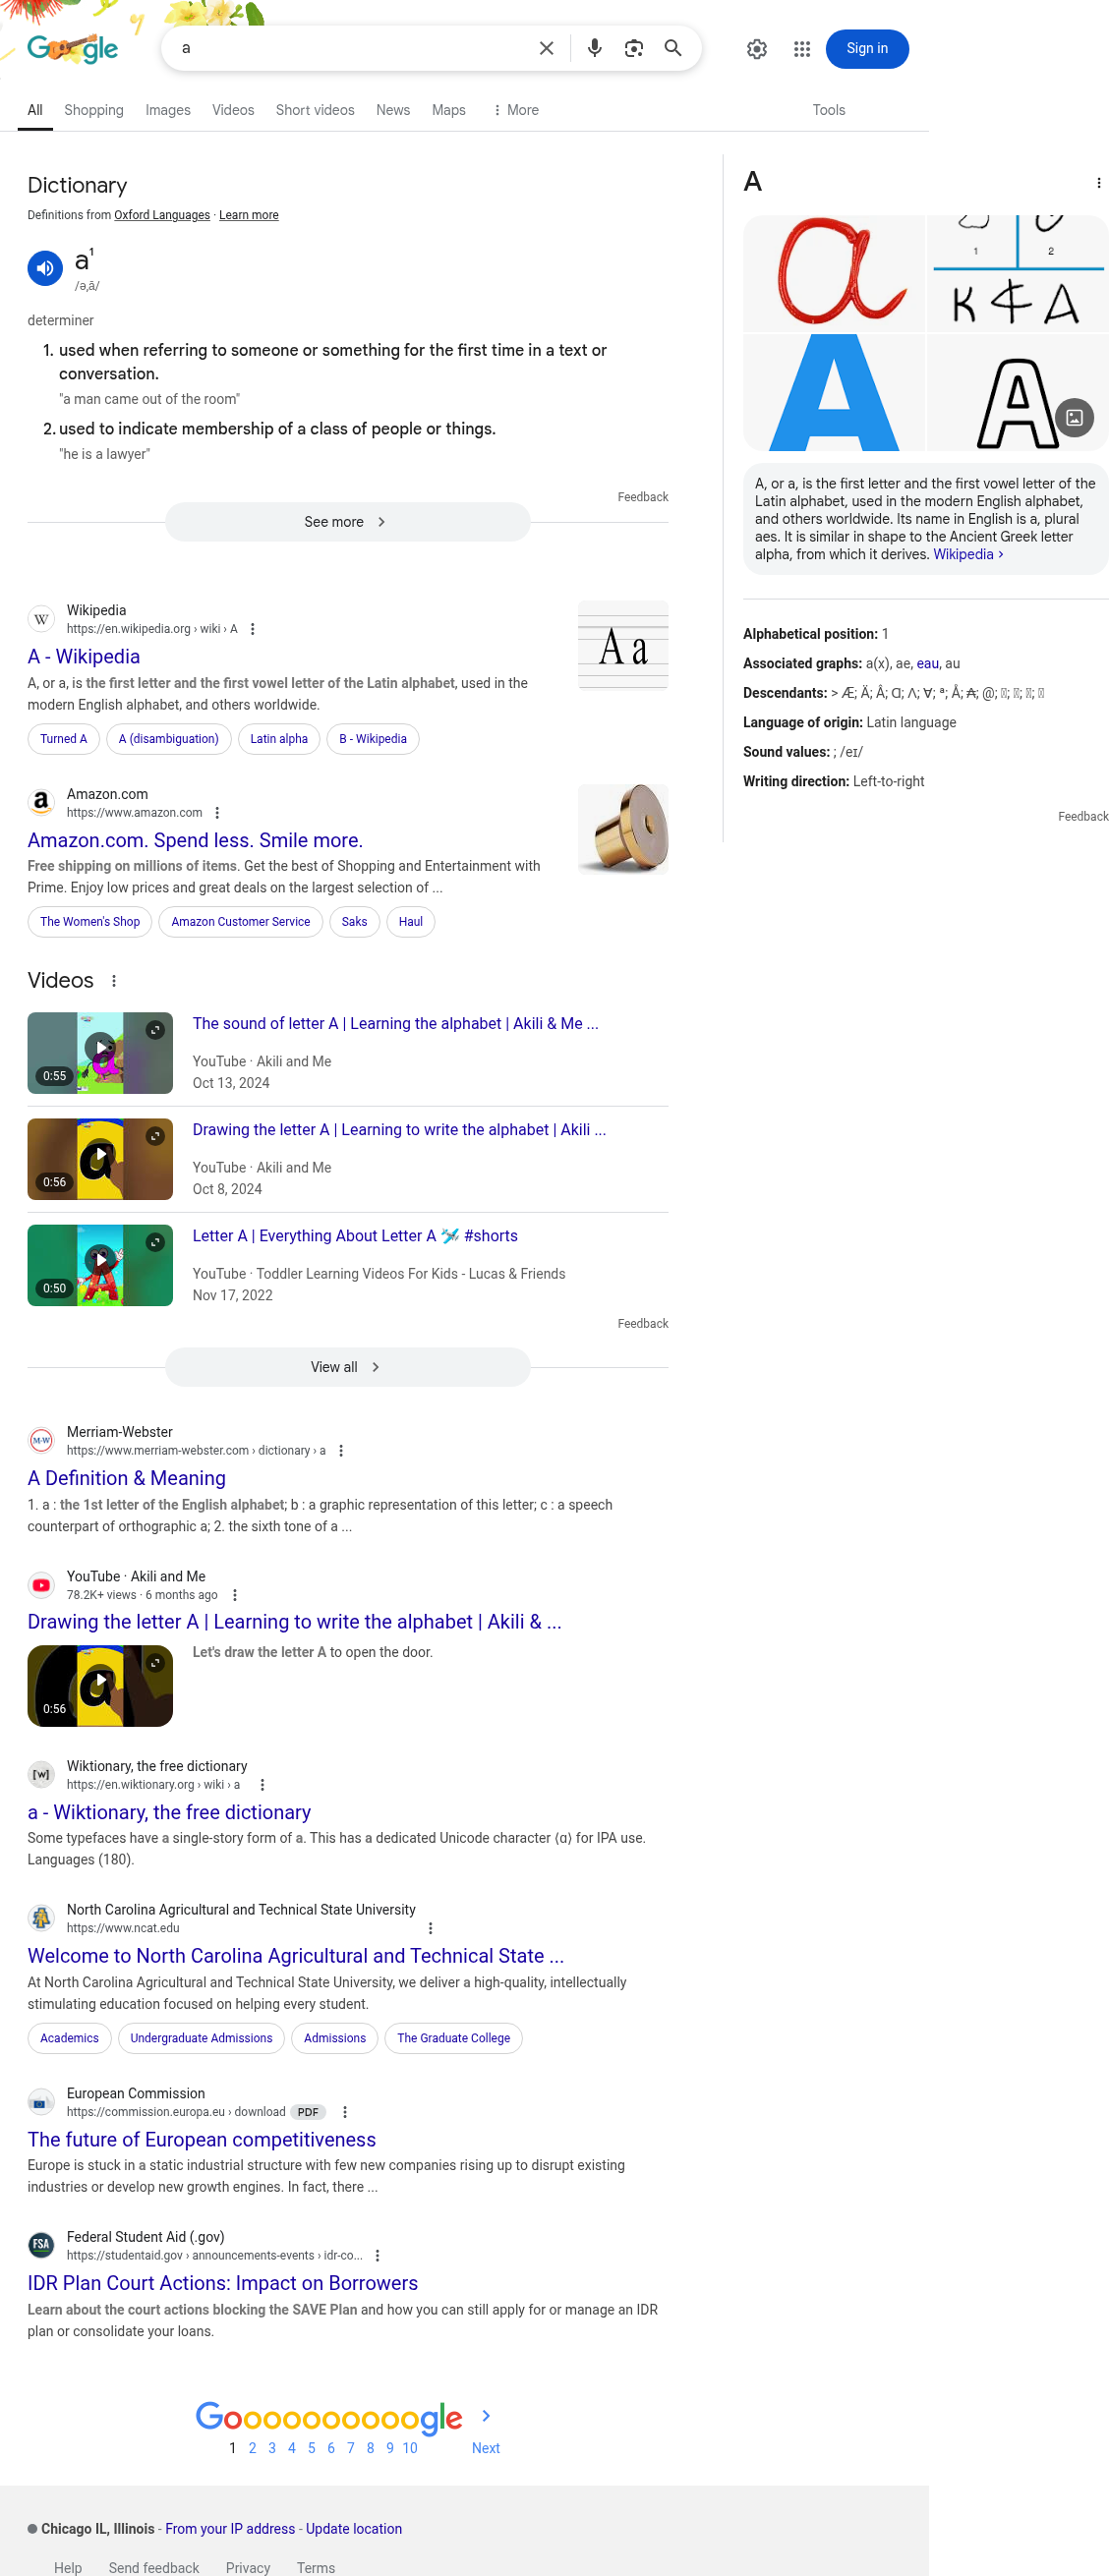 Google
a
Sign in
All Shopping Images Videos Short videos News Maps More Tools
Dictionary
Definitions from Oxford Languages · Learn more
a¹
/ə,ā/
determiner
1. used when referring to someone or something for the first time in a text or
conversation.
"a man came out of the room"
2. used to indicate membership of a class of people or things.
"he is a lawyer"
Feedback
See more
Wikipedia
https://en.wikipedia.org › wiki › A
A - Wikipedia
A, or a, is the first letter and the first vowel letter of the Latin alphabet, used in the
modern English alphabet, and others worldwide.
A a
Turned A A (disambiguation) Latin alpha B - Wikipedia
a
Amazon.com
https://www.amazon.com
Amazon.com. Spend less. Smile more.
Free shipping on millions of items. Get the best of Shopping and Entertainment with
Prime. Enjoy low prices and great deals on the largest selection of ...
The Women's Shop Amazon Customer Service Saks Haul
Videos
0:55
The sound of letter A | Learning the alphabet | Akili & Me ...
YouTube · Akili and Me
Oct 13, 2024
0:56
Drawing the letter A | Learning to write the alphabet | Akili ...
YouTube · Akili and Me
Oct 8, 2024
0:50
Letter A | Everything About Letter A 🛩️ #shorts
YouTube · Toddler Learning Videos For Kids - Lucas & Friends
Nov 17, 2022
Feedback
View all
M-W
Merriam-Webster
https://www.merriam-webster.com › dictionary › a
A Definition & Meaning
1. a : the 1st letter of the English alphabet; b : a graphic representation of this letter; c : a speech
counterpart of orthographic a; 2. the sixth tone of a ...
YouTube · Akili and Me
78.2K+ views · 6 months ago
Drawing the letter A | Learning to write the alphabet | Akili & ...
0:56
Let's draw the letter A to open the door.
[w]
Wiktionary, the free dictionary
https://en.wiktionary.org › wiki › a
a - Wiktionary, the free dictionary
Some typefaces have a single-story form of a. This has a dedicated Unicode character ⟨ɑ⟩ for IPA use.
Languages (180).
North Carolina Agricultural and Technical State University
https://www.ncat.edu
Welcome to North Carolina Agricultural and Technical State ...
At North Carolina Agricultural and Technical State University, we deliver a high-quality, intellectually
stimulating education focused on helping every student.
Academics Undergraduate Admissions Admissions The Graduate College
European Commission
https://commission.europa.eu › download PDF
The future of European competitiveness
Europe is stuck in a static industrial structure with few new companies rising up to disrupt existing
industries or develop new growth engines. In fact, there ...
FSA
Federal Student Aid (.gov)
https://studentaid.gov › announcements-events › idr-co...
IDR Plan Court Actions: Impact on Borrowers
Learn about the court actions blocking the SAVE Plan and how you can still apply for or manage an IDR
plan or consolidate your loans.
Goooooooooogle
1 2 3 4 5 6 7 8 9 10 Next
Chicago IL, Illinois - From your IP address - Update location
Help Send feedback Privacy Terms
A
a
1 2
A
A
A, or a, is the first letter and the first vowel letter of the
Latin alphabet, used in the modern English alphabet,
and others worldwide. Its name in English is a, plural
aes. It is similar in shape to the Ancient Greek letter
alpha, from which it derives. Wikipedia ›
Alphabetical position: 1
Associated graphs: a(x), ae, eau, au
Descendants: > Æ; Ä; Â; Ɑ; Λ; Ɐ; ª; Å; ₳; @;
Language of origin: Latin language
Sound values: ; /eɪ/
Writing direction: Left-to-right
Feedback